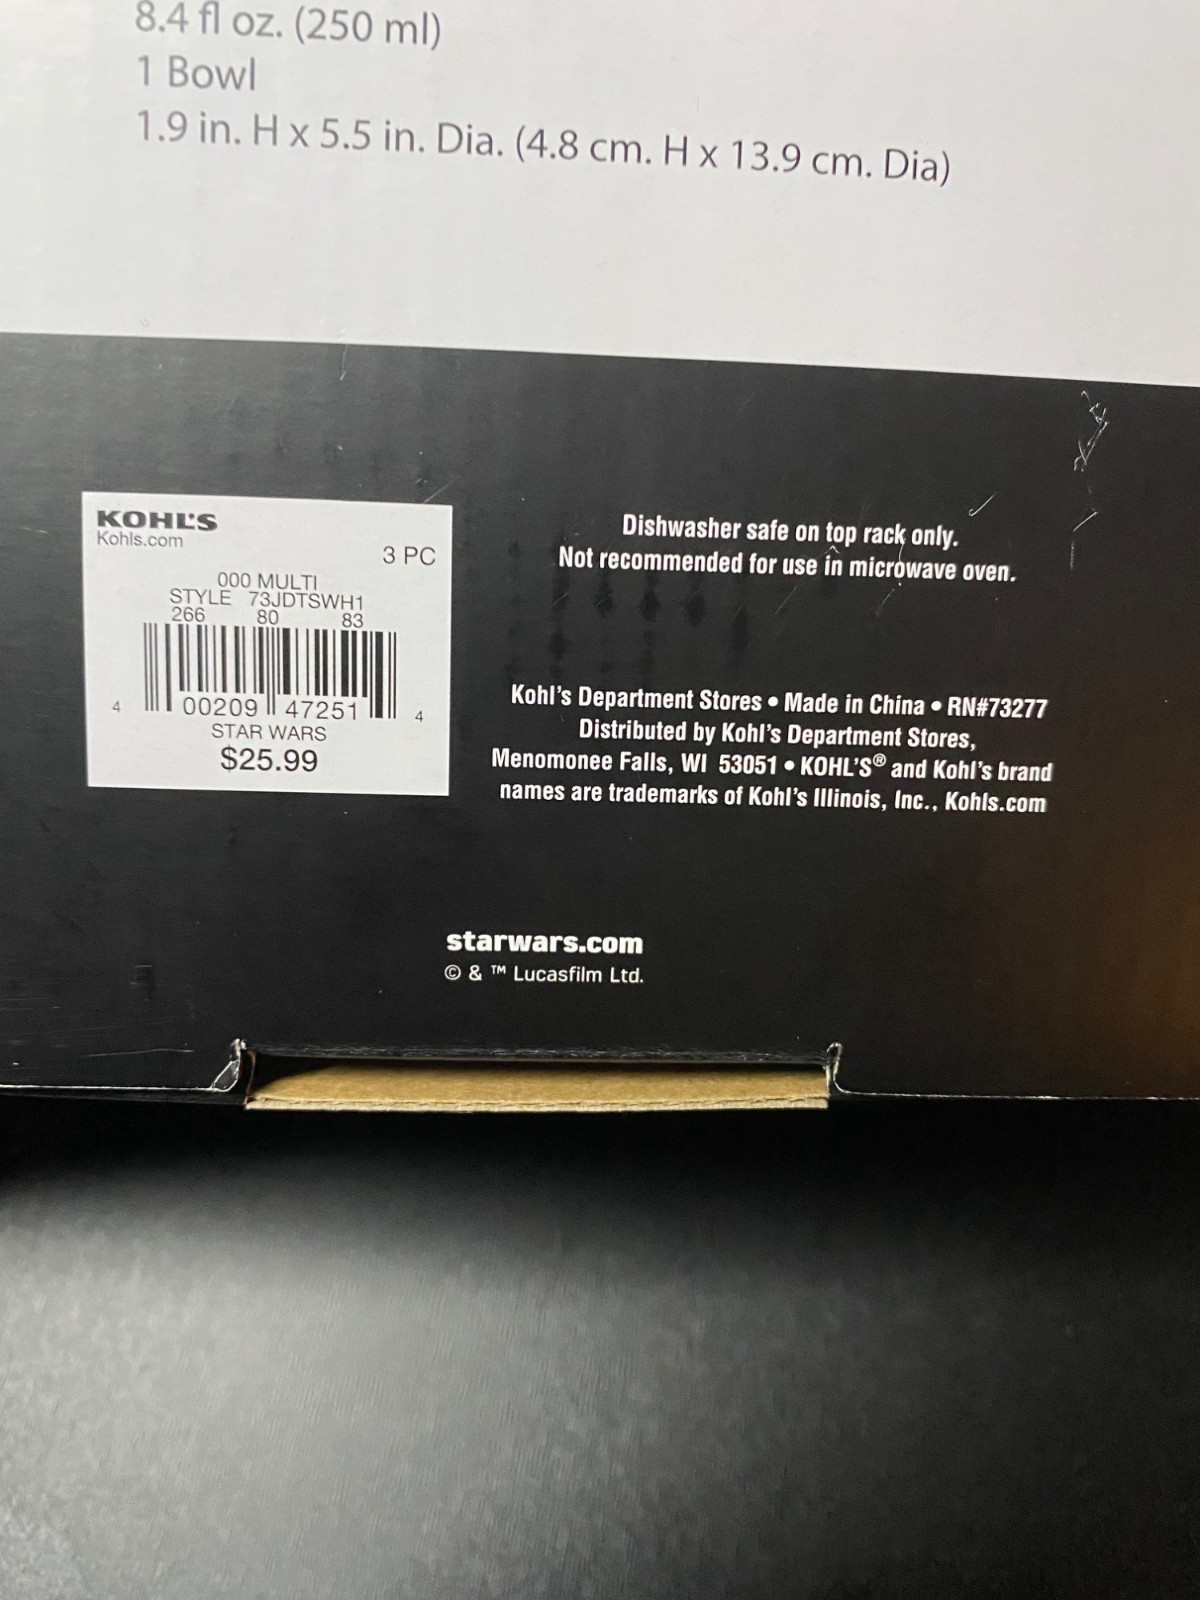 8.4 fl oz. (250 ml)
1 Bowl
1.9 in. H x 5.5 in. Dia. (4.8 cm. H x 13.9 cm. Dia)
KOHL'S
Kohls.com
3 PC
000 MULTI
STYLE 73JDTSWH1
266 80 83
4 00209 47251 4
STAR WARS
$25.99
Dishwasher safe on top rack only.
Not recommended for use in microwave oven.
Kohl's Department Stores • Made in China • RN#73277
Distributed by Kohl's Department Stores,
Menomonee Falls, WI 53051 • KOHL'S® and Kohl's brand
names are trademarks of Kohl's Illinois, Inc., Kohls.com
starwars.com
© & ™ Lucasfilm Ltd.